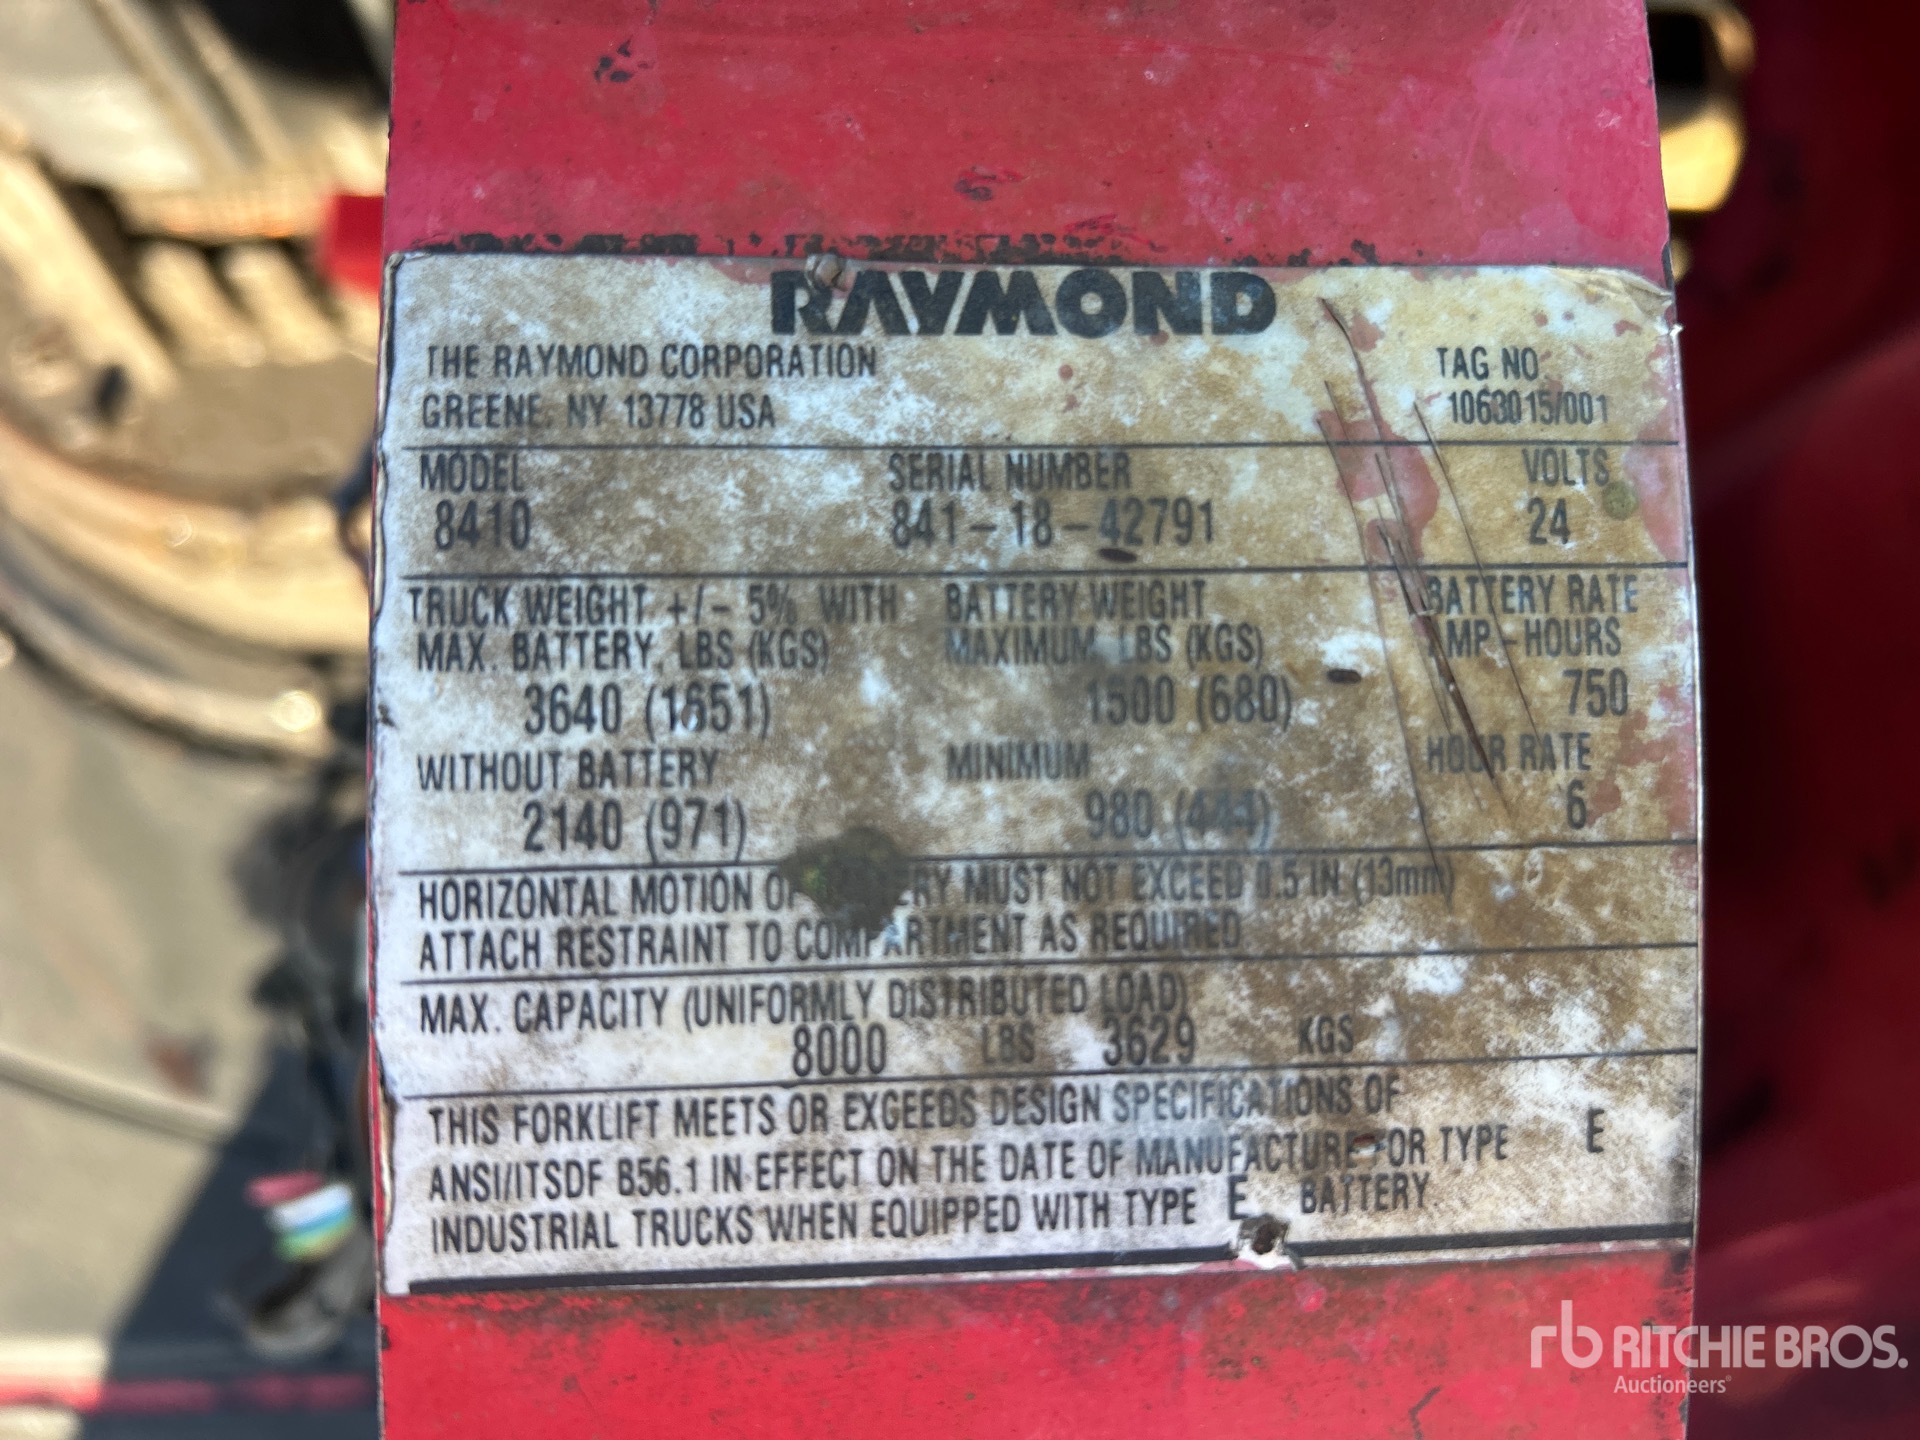 RAYMOND
THE RAYMOND CORPORATION
GREENE, NY 13778 USA
TAG NO.
1063015/001
MODEL
8410
SERIAL NUMBER
841-18-42791
VOLTS
24
TRUCK WEIGHT +/- 5% WITH
MAX. BATTERY, LBS (KGS)
3640 (1651)
WITHOUT BATTERY
2140 (971)
BATTERY WEIGHT
MAXIMUM, LBS (KGS)
1500 (680)
MINIMUM
980 (444)
BATTERY RATE
AMP-HOURS
750
HOUR RATE
6
HORIZONTAL MOTION OF BATTERY MUST NOT EXCEED 0.5 IN (13mm)
ATTACH RESTRAINT TO COMPARTMENT AS REQUIRED
MAX. CAPACITY (UNIFORMLY DISTRIBUTED LOAD)
8000 LBS 3629 KGS
THIS FORKLIFT MEETS OR EXCEEDS DESIGN SPECIFICATIONS OF
ANSI/ITSDF B56.1 IN EFFECT ON THE DATE OF MANUFACTURE FOR TYPE E
INDUSTRIAL TRUCKS WHEN EQUIPPED WITH TYPE E BATTERY.
rb RITCHIE BROS.
Auctioneers